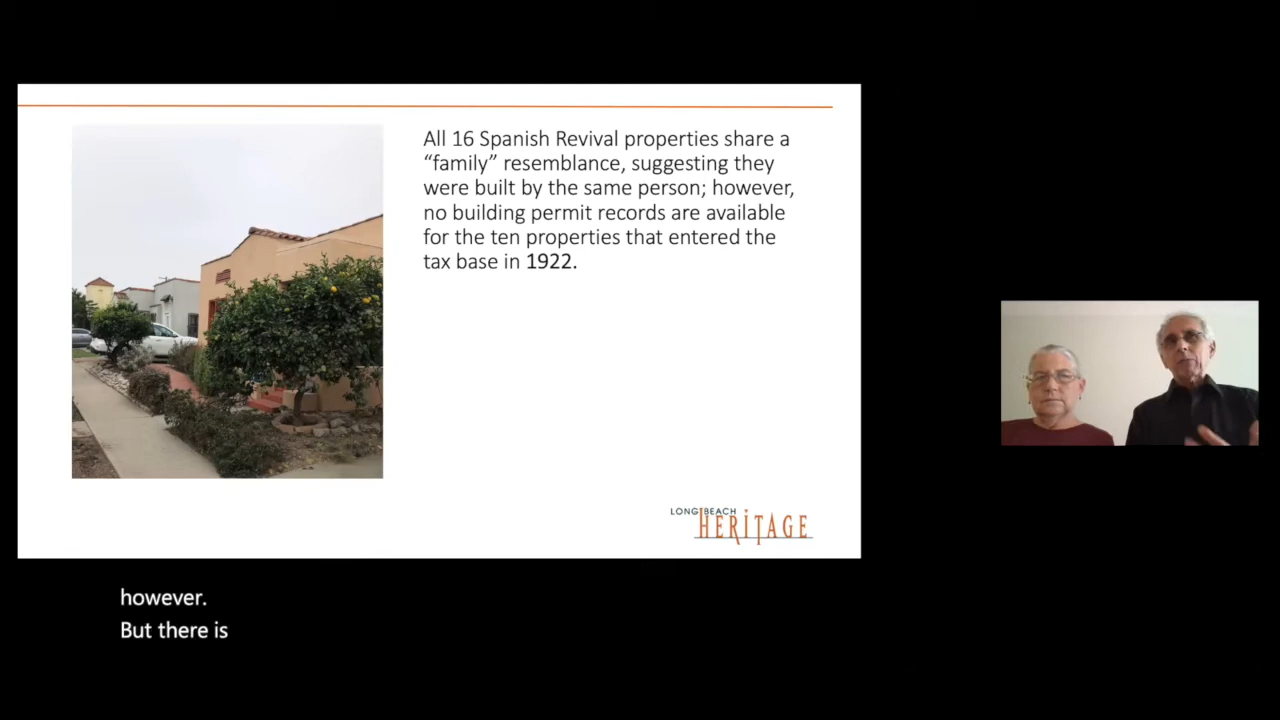 All 16 Spanish Revival properties share a
“family” resemblance, suggesting they
were built by the same person; however,
no building permit records are available
for the ten properties that entered the
tax base in 1922.
LONG BEACH
HERITAGE
however.
But there is